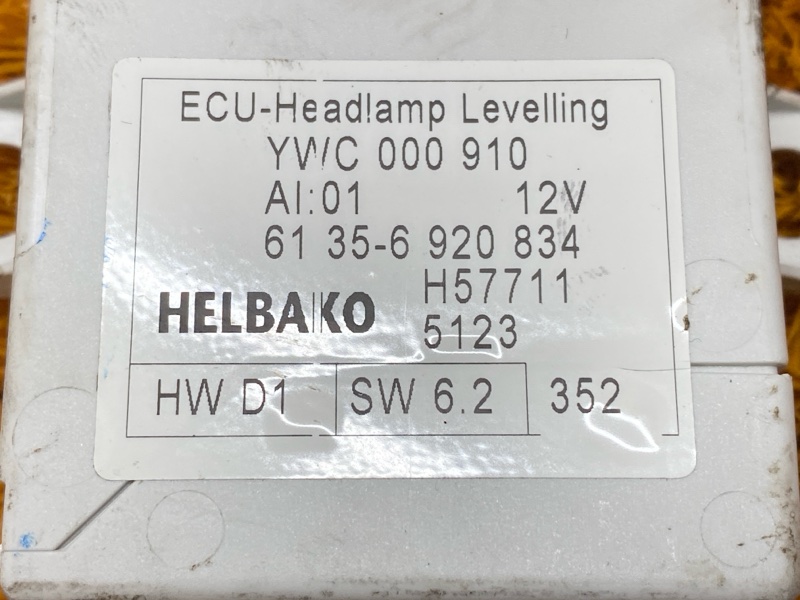 ECU-Headlamp Levelling
YWC 000 910
AI:01 12V
61 35-6 920 834
HELBAKO H57711
5123
HW D1 SW 6.2 352